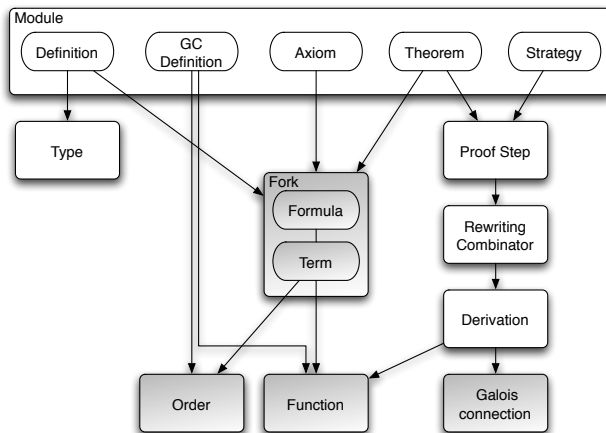 Module
Definition
GC
Definition
Axiom
Theorem
Strategy
Type
Proof Step
Fork
Formula
Term
Rewriting
Combinator
Derivation
Order
Function
Galois
connection